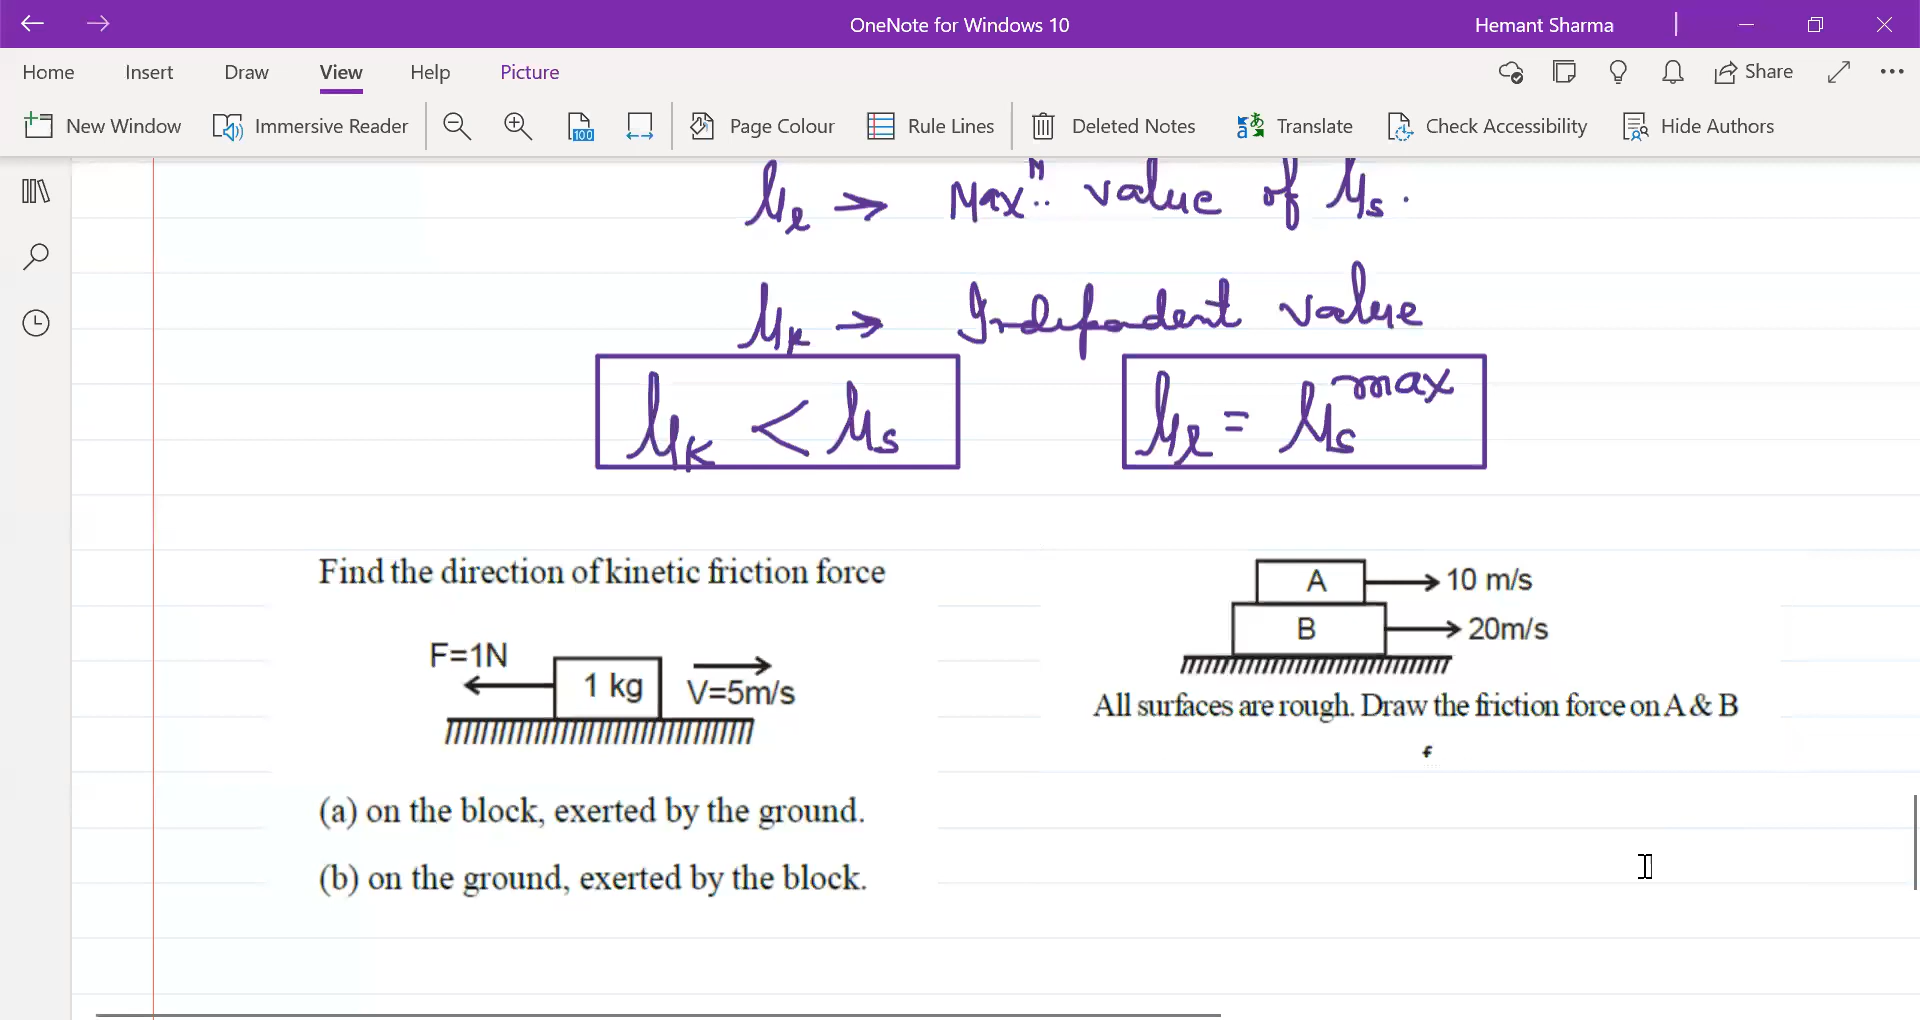 OneNote for Windows 10
Hemant Sharma
Home Insert Draw View Help Picture
Share
New Window Immersive Reader 100 Page Colour Rule Lines Deleted Notes Translate Check Accessibility Hide Authors
μℓ → Maxᵐ.. value of μs.
μk → Independent value
μk < μs
μℓ = μs max
Find the direction of kinetic friction force
F=1N
1 kg
V=5m/s
(a) on the block, exerted by the ground.
(b) on the ground, exerted by the block.
A 10 m/s
B 20m/s
All surfaces are rough. Draw the friction force on A & B
f